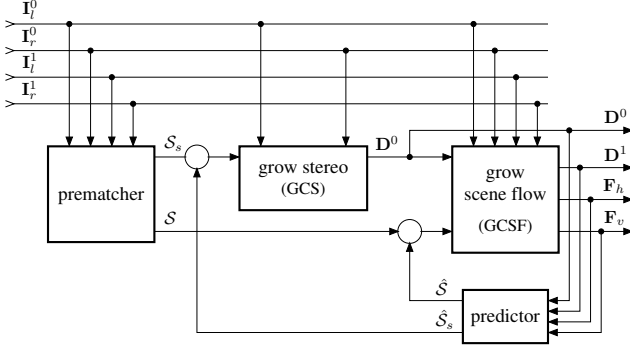 I_l^0
I_r^0
I_l^1
I_r^1
D^0
S_s
D^0
D^1
prematcher
grow stereo
(GCS)
grow
scene flow
(GCSF)
F_h
S
F_v
Ŝ
Ŝ_s
predictor